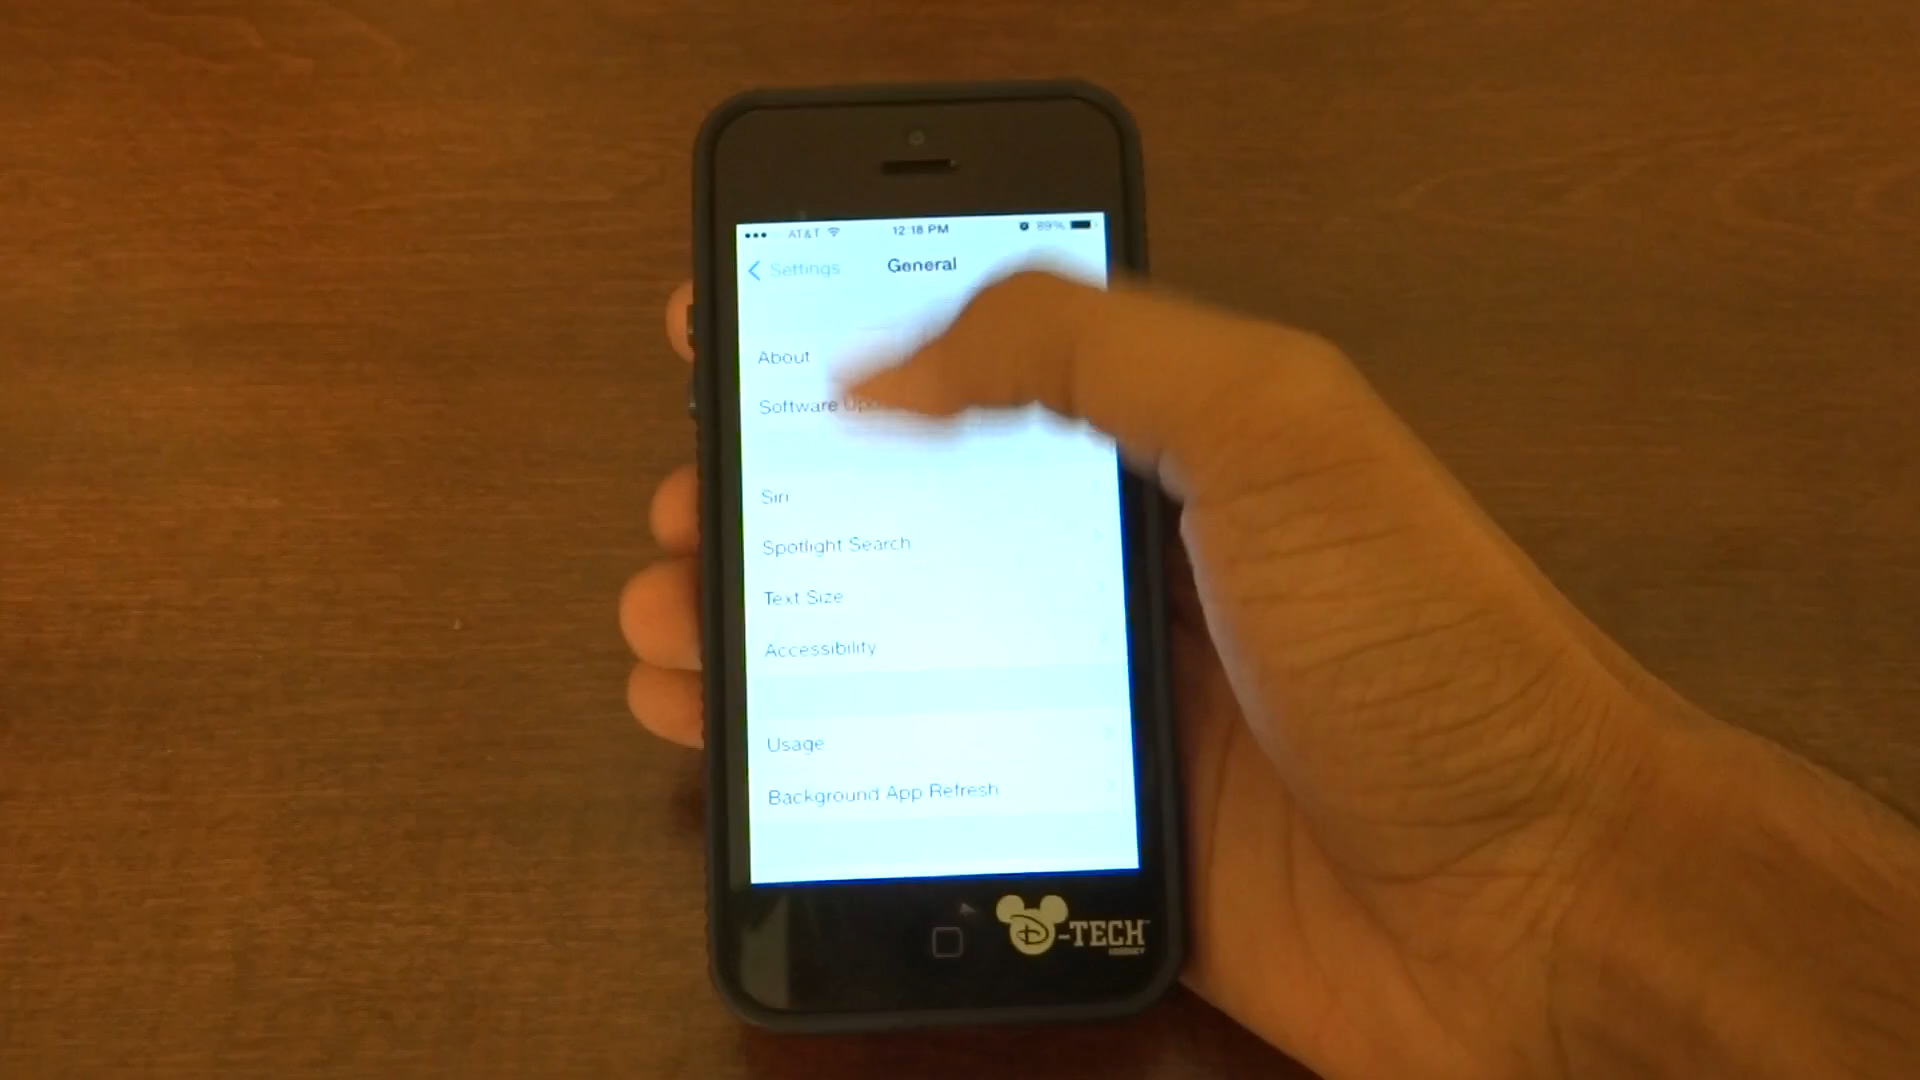 AT&T 12:18 PM 89%
Settings General
About
Software
Siri
Spotlight Search
Text Size
Accessibility
Usage
Background App Refresh
D-TECH